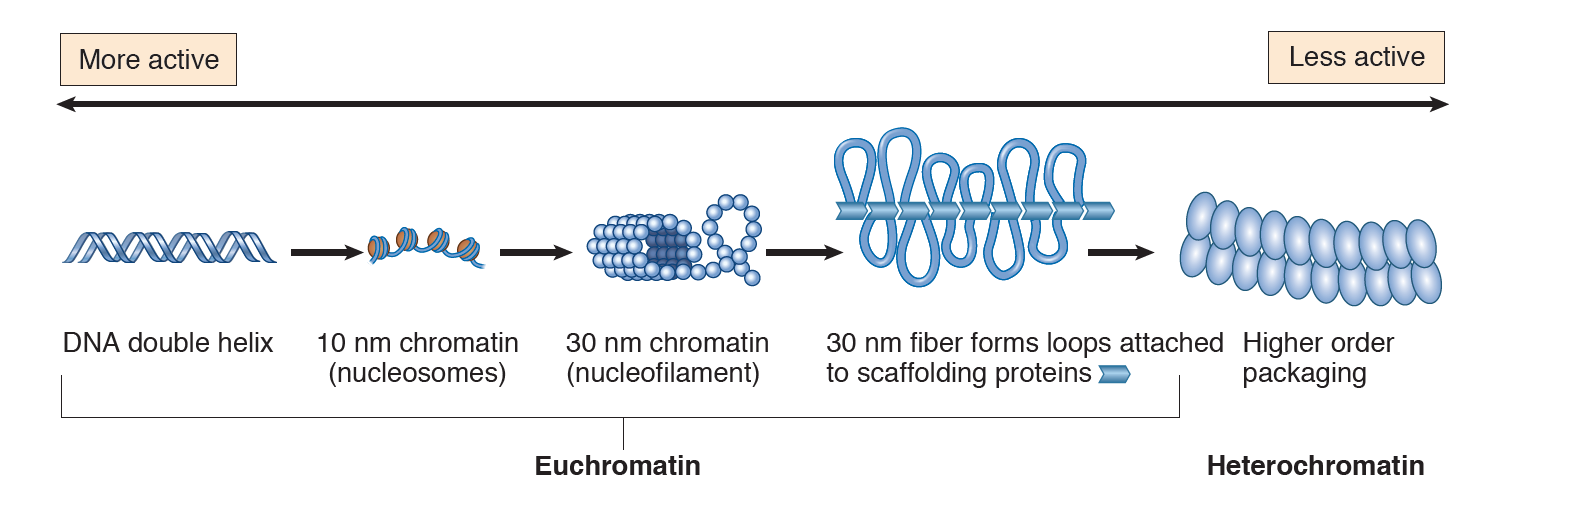 More active
Less active
DNA double helix
10 nm chromatin
(nucleosomes)
30 nm chromatin
(nucleofilament)
30 nm fiber forms loops attached
to scaffolding proteins
Higher order
packaging
Euchromatin
Heterochromatin